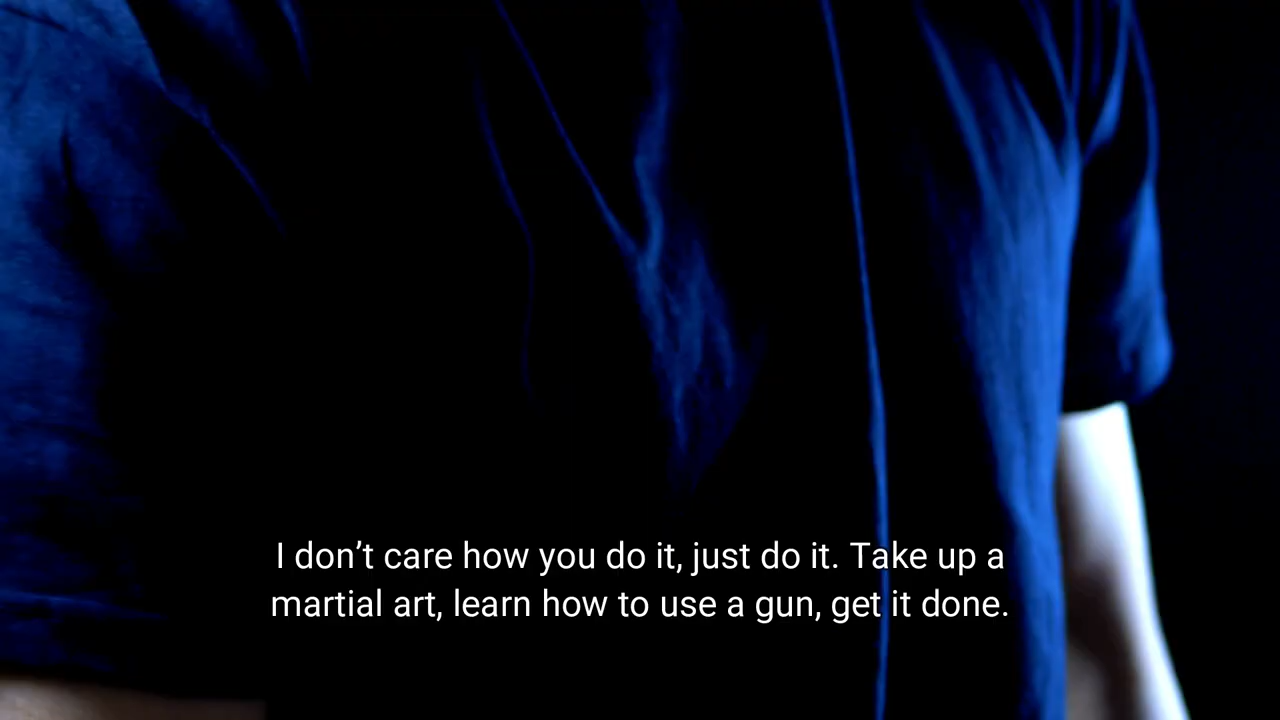 I don’t care how you do it, just do it. Take up a
martial art, learn how to use a gun, get it done.